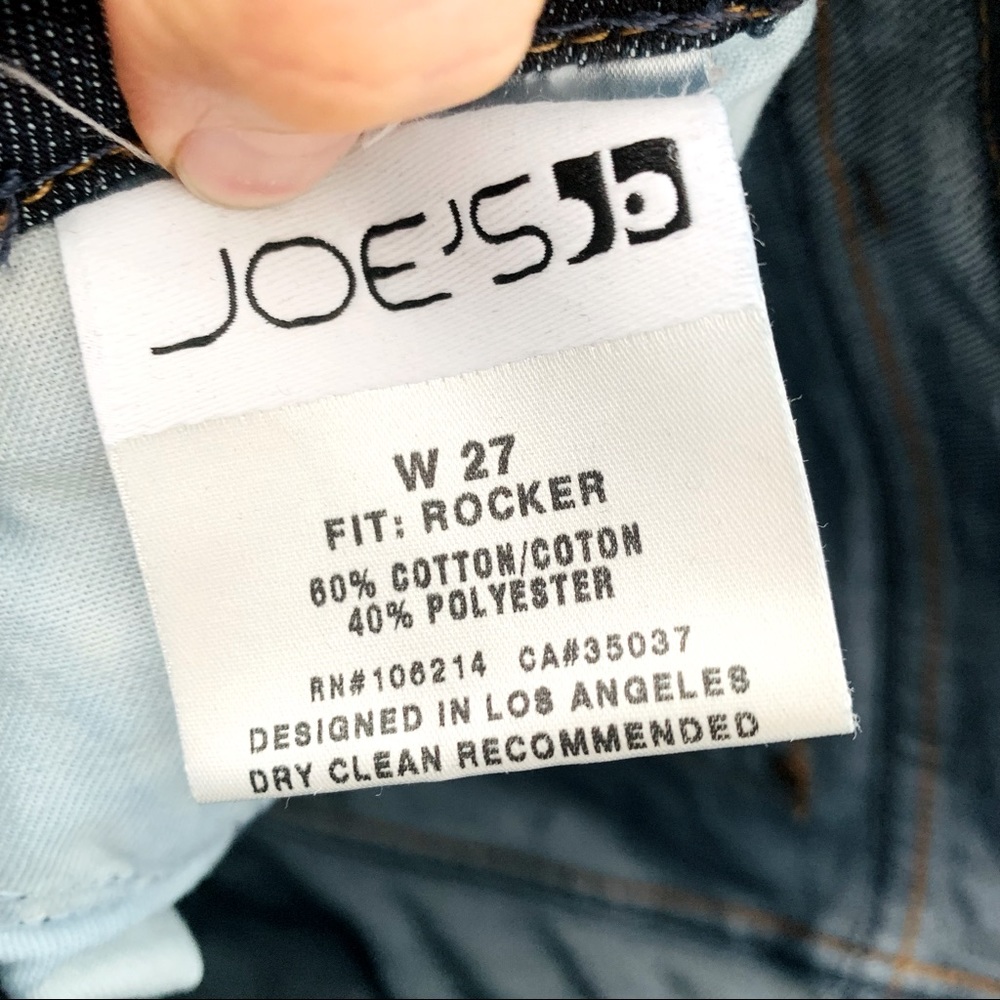 JOE'S
W 27
FIT: ROCKER
60% COTTON/COTON
40% POLYESTER
RN#106214 CA#35037
DESIGNED IN LOS ANGELES
DRY CLEAN RECOMMENDED